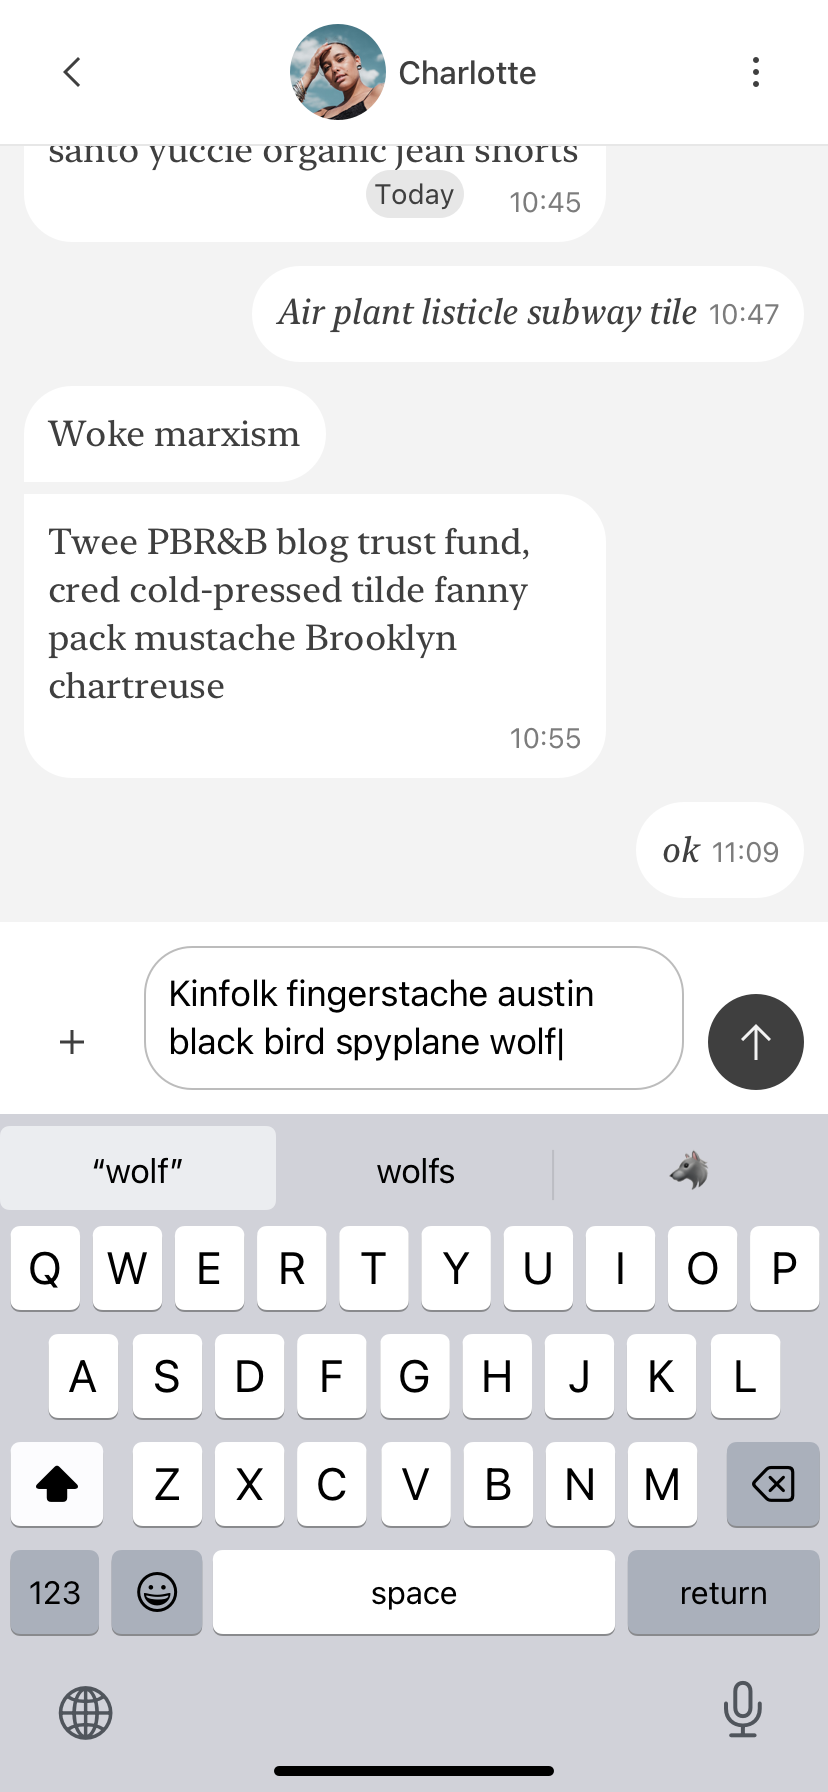 Charlotte
santo yuccie organic jean shorts
Today
10:45
Air plant listicle subway tile 10:47
Woke marxism
Twee PBR&B blog trust fund,
cred cold-pressed tilde fanny
pack mustache Brooklyn
chartreuse
10:55
ok 11:09
Kinfolk fingerstache austin
black bird spyplane wolf
“wolf” wolfs
Q W E R T Y U I O P
A S D F G H J K L
Z X C V B N M
123 space return